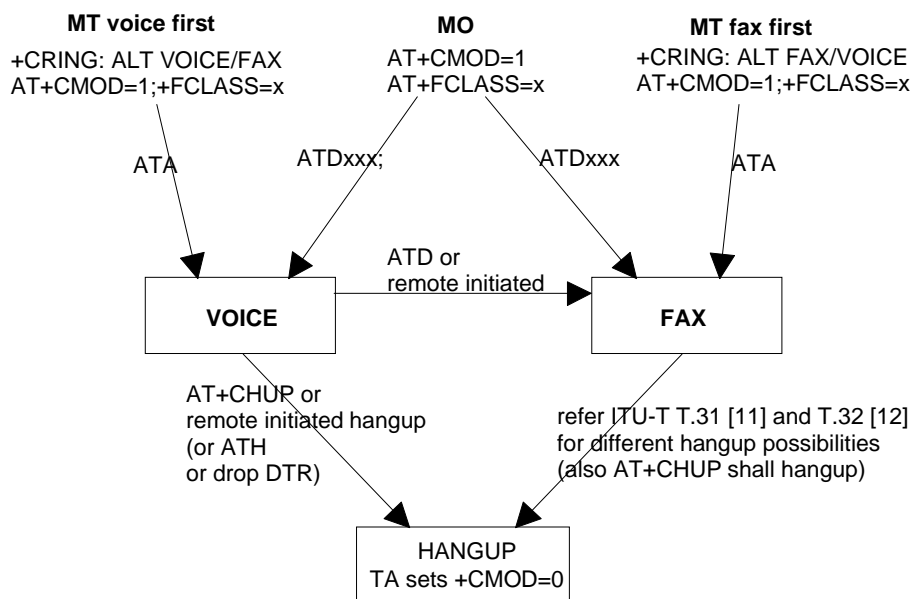 MT voice first
+CRING: ALT VOICE/FAX
AT+CMOD=1;+FCLASS=x
MO
AT+CMOD=1
AT+FCLASS=x
MT fax first
+CRING: ALT FAX/VOICE
AT+CMOD=1;+FCLASS=x
ATA
ATDxxx;
ATDxxx
ATA
ATD or
remote initiated
VOICE
FAX
AT+CHUP or
remote initiated hangup
(or ATH
or drop DTR)
refer ITU-T T.31 [11] and T.32 [12]
for different hangup possibilities
(also AT+CHUP shall hangup)
HANGUP
TA sets +CMOD=0